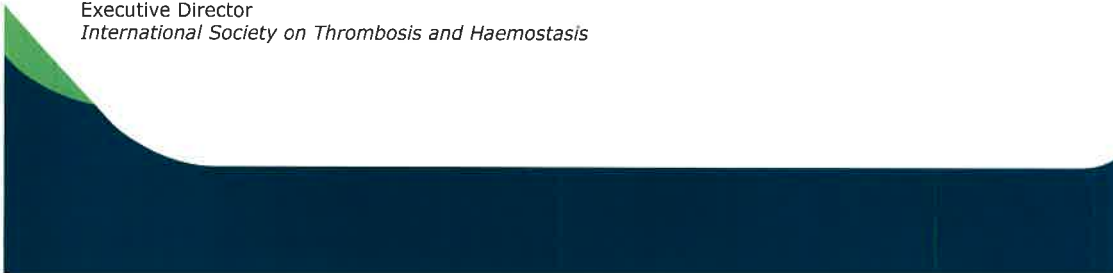 Executive Director
International Society on Thrombosis and Haemostasis